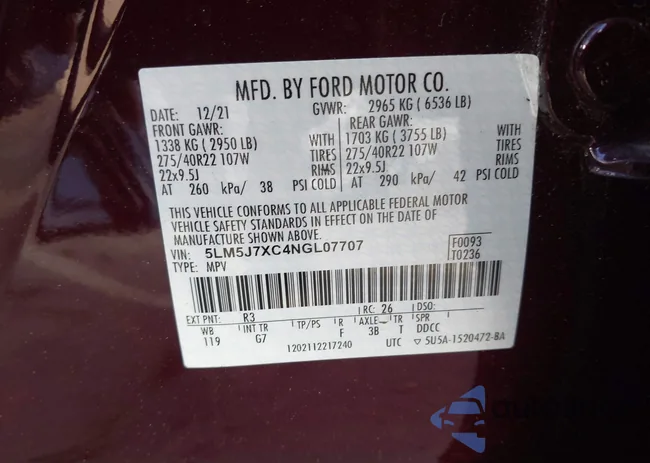 MFD. BY FORD MOTOR CO.
DATE: 12/21 GVWR: 2965 KG ( 6536 LB)
FRONT GAWR: REAR GAWR:
1338 KG ( 2950 LB) WITH 1703 KG ( 3755 LB) WITH
275/40R22 107W TIRES 275/40R22 107W TIRES
22x9.5J RIMS 22x9.5J RIMS
AT 260 kPa/ 38 PSI COLD AT 290 kPa/ 42 PSI COLD
THIS VEHICLE CONFORMS TO ALL APPLICABLE FEDERAL MOTOR
VEHICLE SAFETY STANDARDS IN EFFECT ON THE DATE OF
MANUFACTURE SHOWN ABOVE.
VIN: 5LM5J7XC4NGL07707 F0093
TYPE: MPV T0236
EXT PNT: R3 RC: 26 DSO:
WB INT TR TP/PS R AXLE TR SPR
119 G7 F 3B T DDCC
1202112217240 UTC ▽ 5U5A-1520472-BA